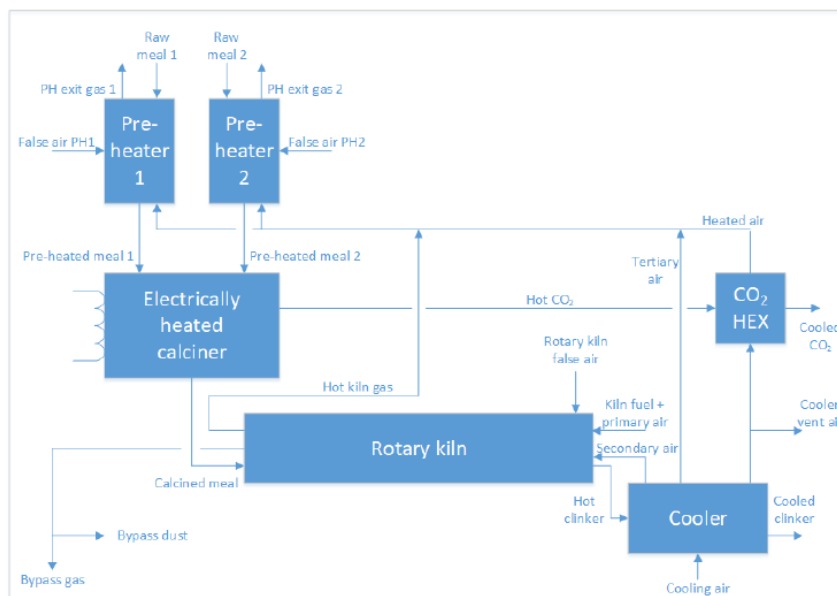 Raw
meal 1
Raw
meal 2
PH exit gas 1
PH exit gas 2
Pre-
heater
1
Pre-
heater
2
False air PH1
False air PH2
Heated air
Pre-heated meal 1
Pre-heated meal 2
Tertiary
air
Electrically
heated
calciner
Hot CO₂
CO₂
HEX
Cooled
CO₂
Rotary kiln
false air
Hot kiln gas
Kiln fuel +
primary air
Cooler
vent air
Secondary air
Rotary kiln
Calcined meal
Hot
clinker
Cooler
Cooled
clinker
Bypass dust
Bypass gas
Cooling air